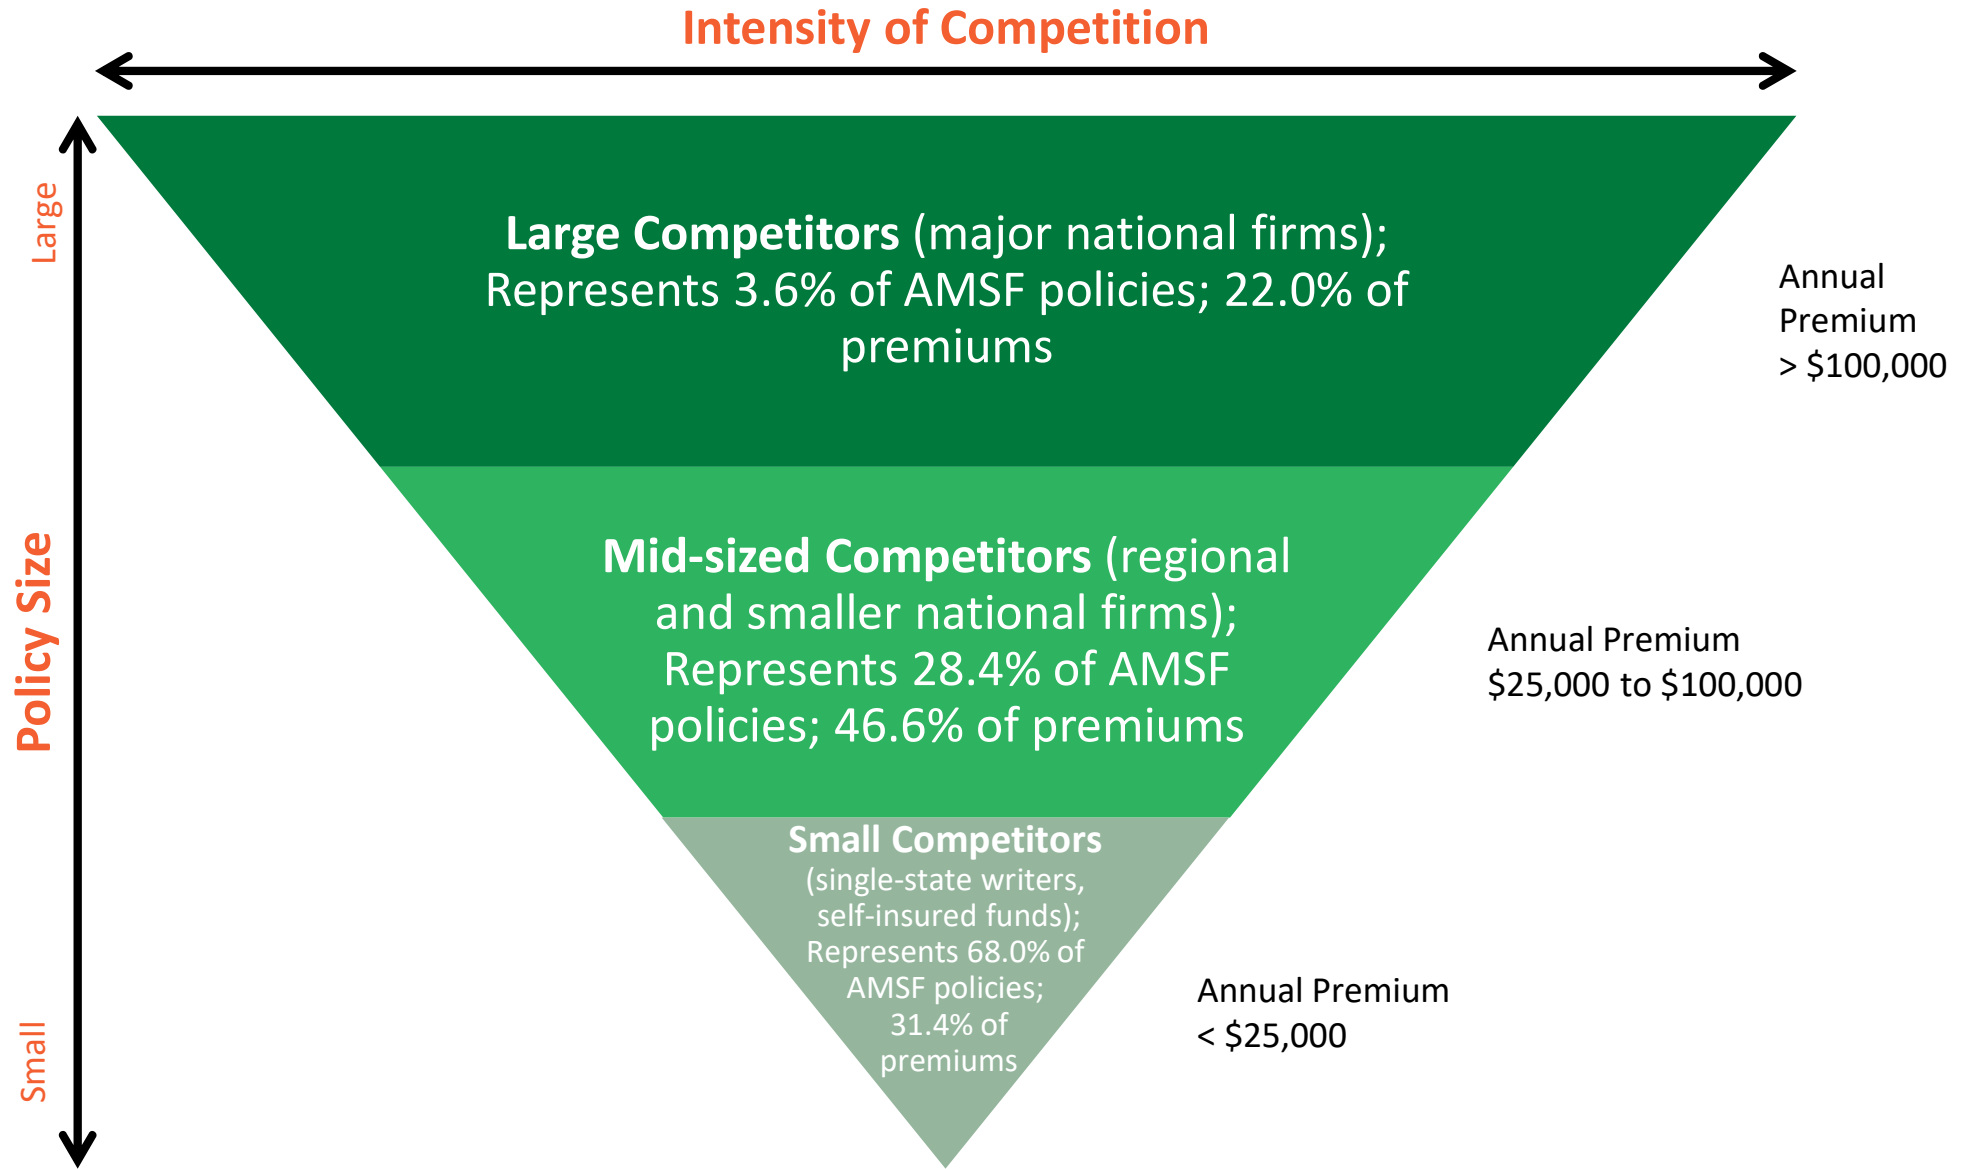 Intensity of Competition
Large
Policy Size
Small
Large Competitors (major national firms);
Represents 3.6% of AMSF policies; 22.0% of
premiums
Annual
Premium
> $100,000
Mid-sized Competitors (regional
and smaller national firms);
Represents 28.4% of AMSF
policies; 46.6% of premiums
Annual Premium
$25,000 to $100,000
Small Competitors
(single-state writers,
self-insured funds);
Represents 68.0% of
AMSF policies;
31.4% of
premiums
Annual Premium
< $25,000